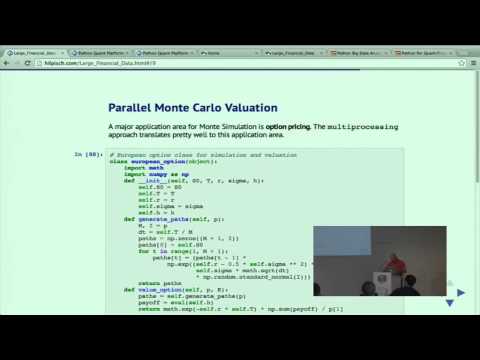 Large_Financial_Data.ht
Python Quant Platform
Python Quant Platform
Home
Large_Financial_Data
Python Big Data Analy
Python for Quant Fina
hilpisch.com/Large_Financial_Data.html#/9
Parallel Monte Carlo Valuation
A major application area for Monte Simulation is option pricing. The multiprocessing
approach translates pretty well to this application area.
In [88]:
# European option class for simulation and valuation
class european_option(object):
import math
import numpy as np
def __init__(self, S0, T, r, sigma, h):
self.S0 = S0
self.T = T
self.r = r
self.sigma = sigma
self.h = h
def generate_paths(self, p):
M, I = p
dt = self.T / M
paths = np.zeros((M + 1, I))
paths[0] = self.S0
for t in range(1, M + 1):
paths[t] = (paths[t - 1] *
np.exp((self.r - 0.5 * self.sigma ** 2) *
self.sigma * math.sqrt(dt)
* np.random.standard_normal(I)))
return paths
def value_option(self, p, K):
paths = self.generate_paths(p)
payoff = eval(self.h)
return math.exp(-self.r * self.T) * np.sum(payoff) / p[1]